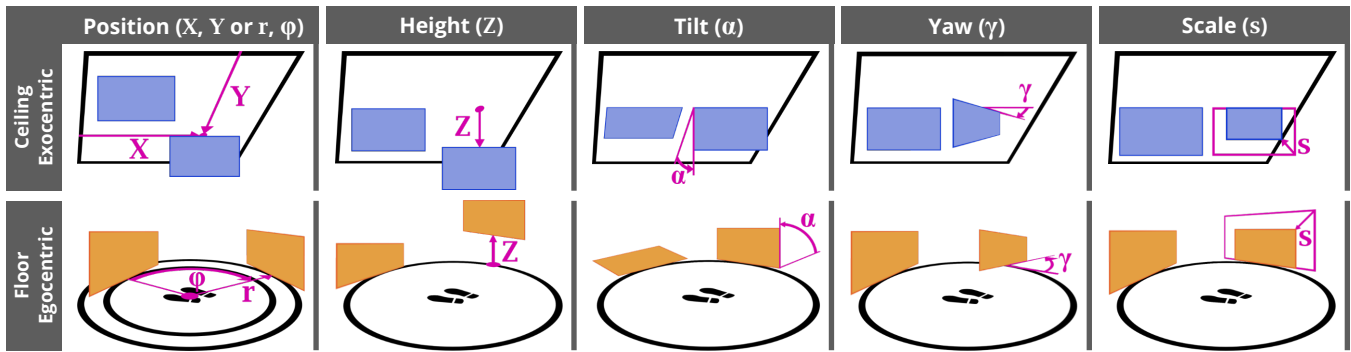 Position (X, Y or r, φ)
Height (Z)
Tilt (α)
Yaw (γ)
Scale (s)
Ceiling
Exocentric
Y
X
Z
α
γ
s
Floor
Egocentric
φ
r
Z
α
γ
s